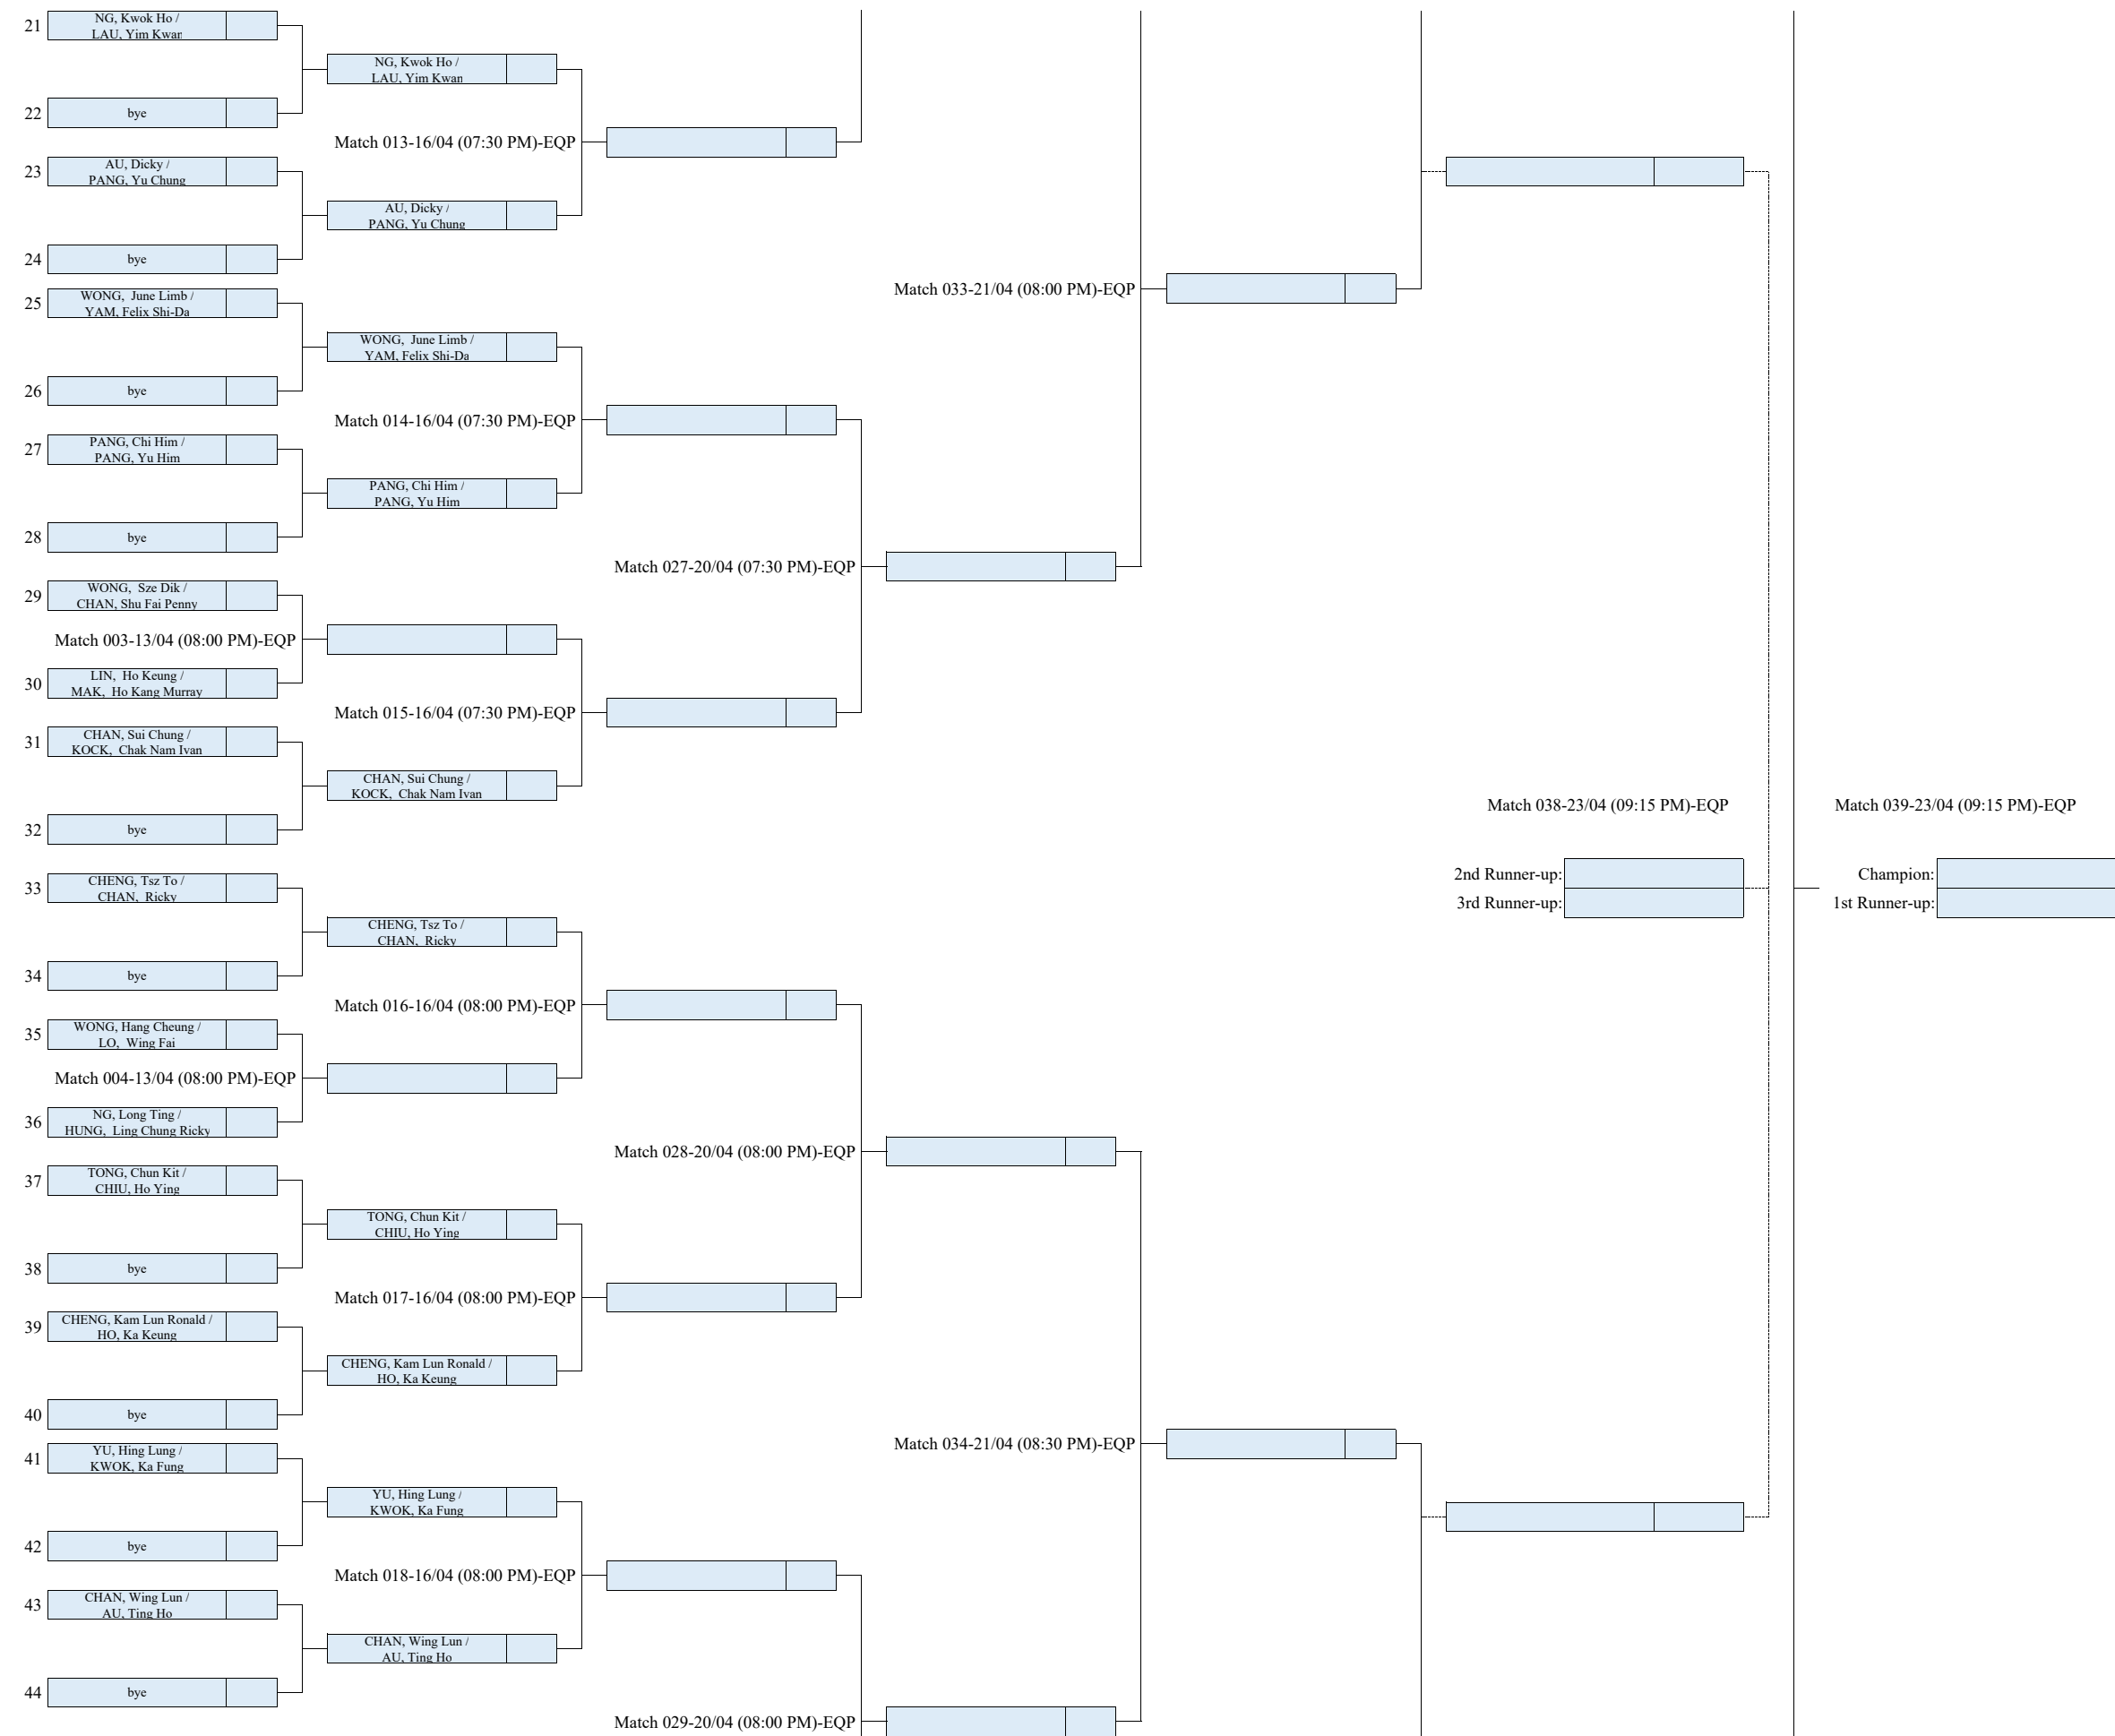 21
NG, Kwok Ho /
LAU, Yim Kwan
NG, Kwok Ho /
LAU, Yim Kwan
22
bye
Match 013-16/04 (07:30 PM)-EQP
23
AU, Dicky /
PANG, Yu Chung
AU, Dicky /
PANG, Yu Chung
24
bye
Match 033-21/04 (08:00 PM)-EQP
25
WONG, June Limb /
YAM, Felix Shi-Da
WONG, June Limb /
YAM, Felix Shi-Da
26
bye
Match 014-16/04 (07:30 PM)-EQP
27
PANG, Chi Him /
PANG, Yu Him
PANG, Chi Him /
PANG, Yu Him
28
bye
Match 027-20/04 (07:30 PM)-EQP
29
WONG, Sze Dik /
CHAN, Shu Fai Penny
Match 003-13/04 (08:00 PM)-EQP
30
LIN, Ho Keung /
MAK, Ho Kang Murray
Match 015-16/04 (07:30 PM)-EQP
31
CHAN, Sui Chung /
KOCK, Chak Nam Ivan
CHAN, Sui Chung /
KOCK, Chak Nam Ivan
Match 038-23/04 (09:15 PM)-EQP
Match 039-23/04 (09:15 PM)-EQP
32
bye
33
CHENG, Tsz To /
CHAN, Ricky
2nd Runner-up:
Champion:
3rd Runner-up:
1st Runner-up:
CHENG, Tsz To /
CHAN, Ricky
34
bye
Match 016-16/04 (08:00 PM)-EQP
35
WONG, Hang Cheung /
LO, Wing Fai
Match 004-13/04 (08:00 PM)-EQP
36
NG, Long Ting /
HUNG, Ling Chung Ricky
Match 028-20/04 (08:00 PM)-EQP
37
TONG, Chun Kit /
CHIU, Ho Ying
TONG, Chun Kit /
CHIU, Ho Ying
38
bye
Match 017-16/04 (08:00 PM)-EQP
39
CHENG, Kam Lun Ronald /
HO, Ka Keung
CHENG, Kam Lun Ronald /
HO, Ka Keung
40
bye
Match 034-21/04 (08:30 PM)-EQP
41
YU, Hing Lung /
KWOK, Ka Fung
YU, Hing Lung /
KWOK, Ka Fung
42
bye
Match 018-16/04 (08:00 PM)-EQP
43
CHAN, Wing Lun /
AU, Ting Ho
CHAN, Wing Lun /
AU, Ting Ho
44
bye
Match 029-20/04 (08:00 PM)-EQP